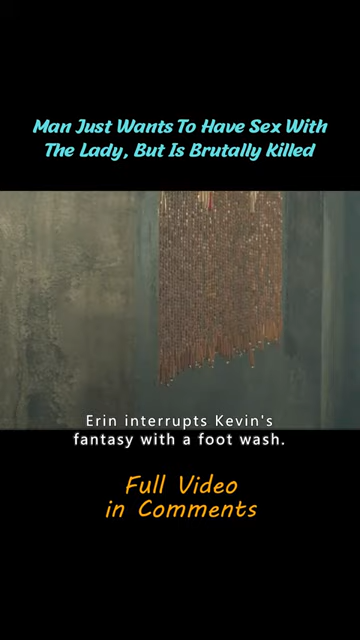 Man Just Wants To Have Sex With
The Lady, But Is Brutally Killed
Erin interrupts Kevin's
fantasy with a foot wash.
Full Video
in Comments